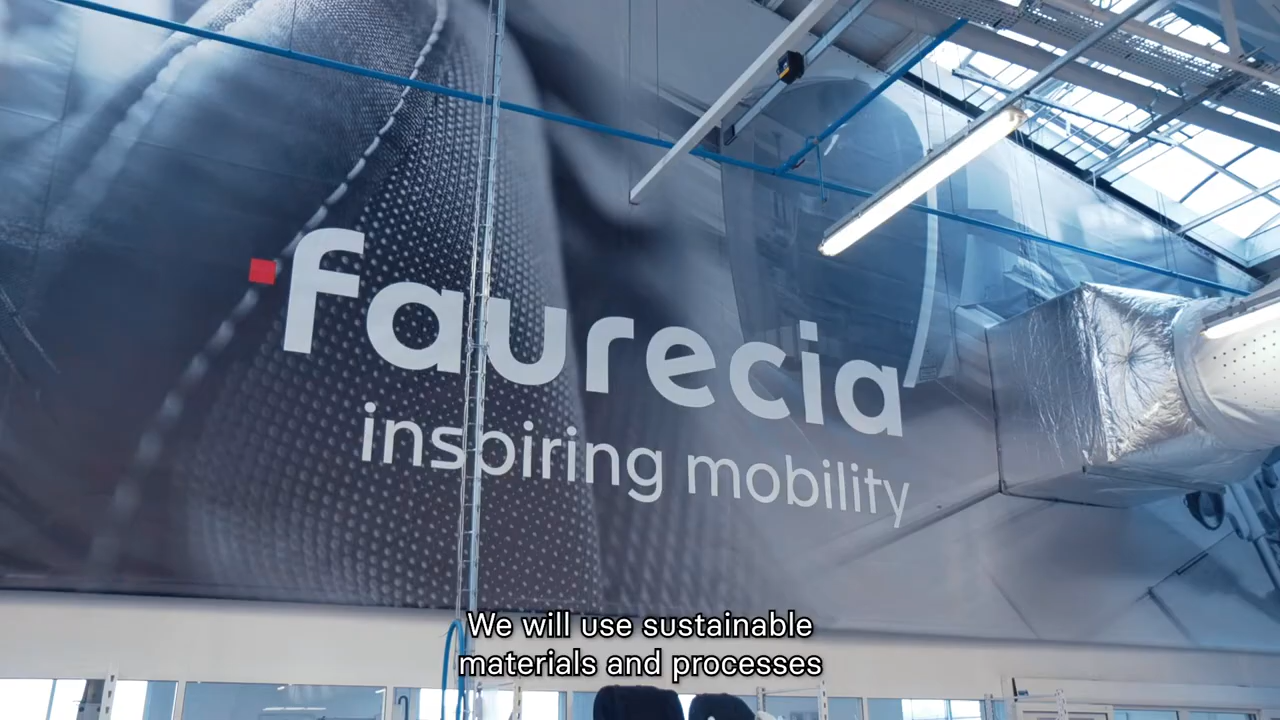 faurecia
inspiring mobility
We will use sustainable
materials and processes